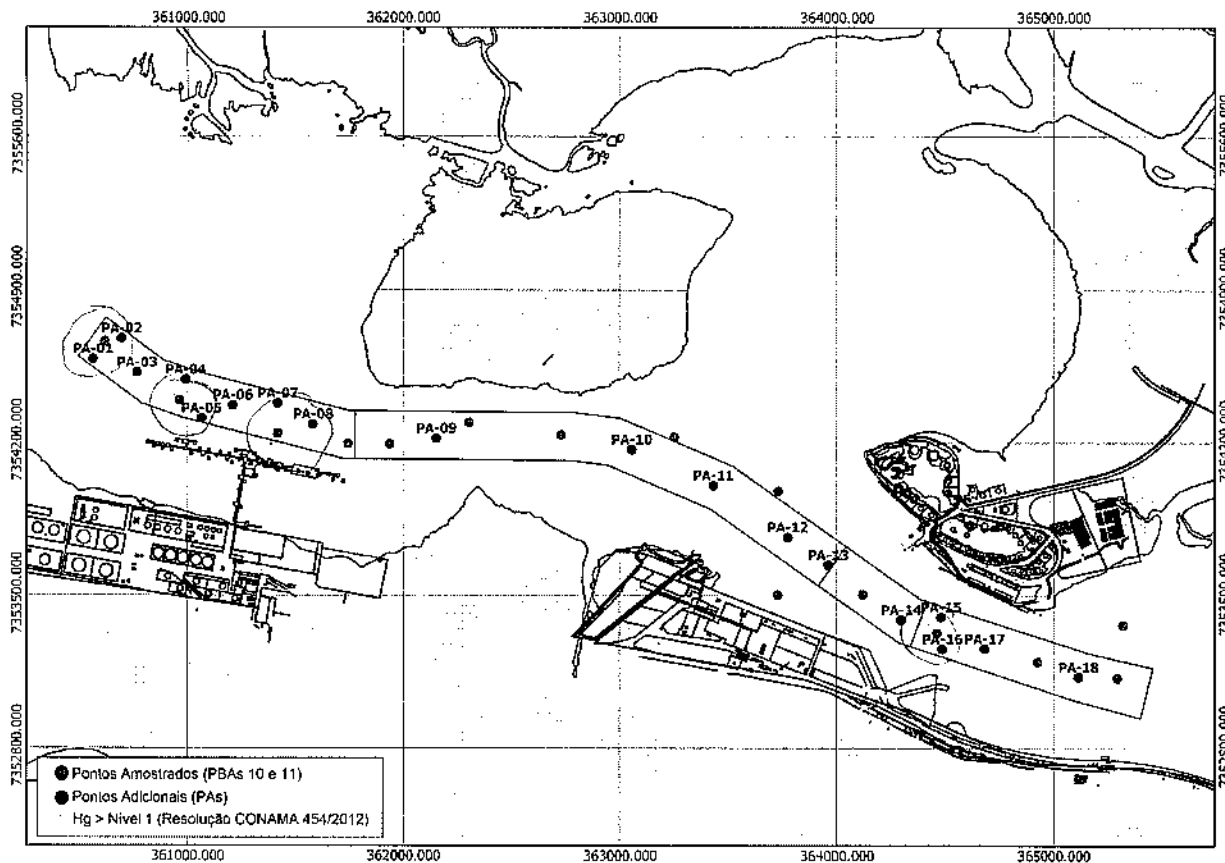 361000.000 362000.000 363000.000 364000.000 365000.000
7355600.000 7355600.000
7354900.000 7354900.000
7354200.000 7354200.000
7353500.000 7353500.000
7352800.000 7352800.000
PA-02
PA-01
PA-03
PA-04
PA-05
PA-06
PA-07
PA-08
PA-09
PA-10
PA-11
PA-12
PA-13
PA-14
PA-15
PA-16
PA-17
PA-18
Pontos Amostrados (PBAs 10 e 11)
Pontos Adicionais (PAs)
Hg > Nível 1 (Resolução CONAMA 454/2012)
361000.000 362000.000 363000.000 364000.000 365000.000